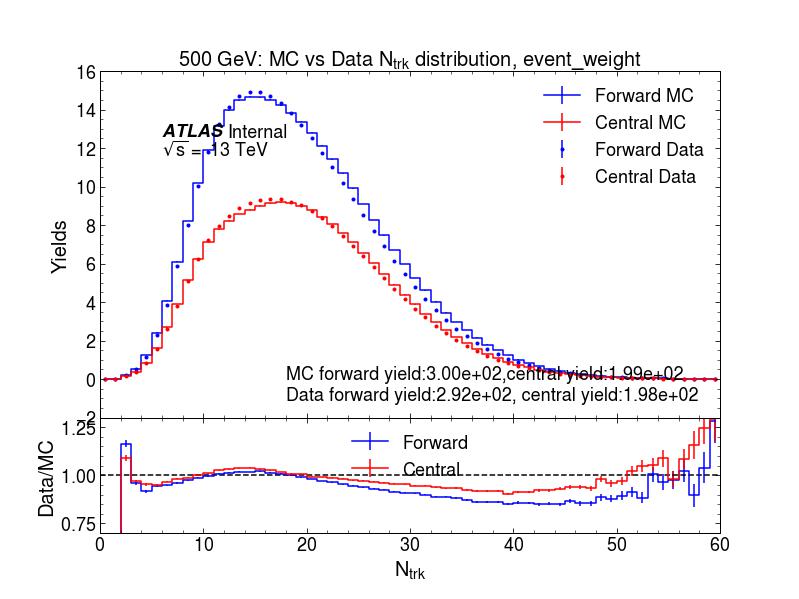 500 GeV: MC vs Data Ntrk distribution, event_weight
16
14
12
10
8
6
4
2
0
−2
Yields
ATLAS Internal
√s = 13 TeV
Forward MC
Central MC
Forward Data
Central Data
MC forward yield:3.00e+02,central yield:1.99e+02
Data forward yield:2.92e+02, central yield:1.98e+02
1.25
1.00
0.75
Data/MC
Forward
Central
0 10 20 30 40 50 60
Ntrk